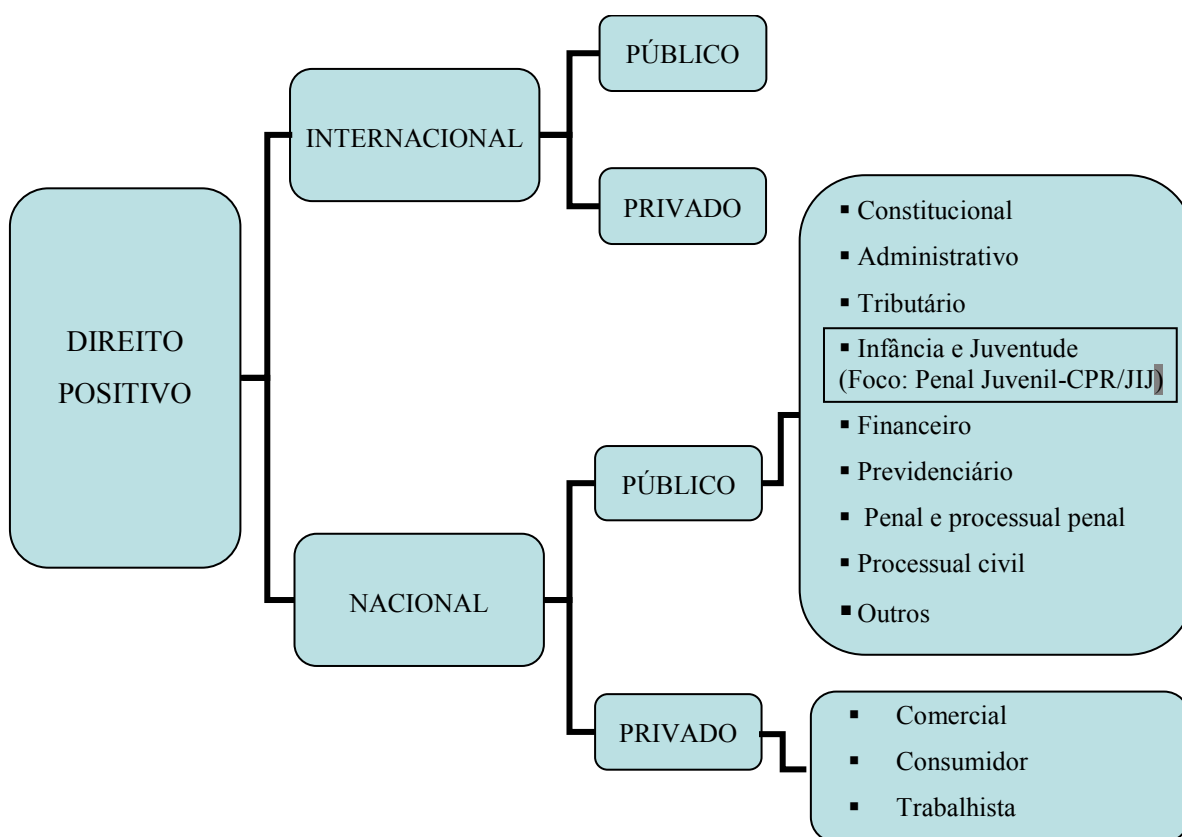 DIREITO
POSITIVO
INTERNACIONAL
PÚBLICO
PRIVADO
NACIONAL
PÚBLICO
▪ Constitucional
▪ Administrativo
▪ Tributário
▪ Infância e Juventude
(Foco: Penal Juvenil-CPR/JIJ)
▪ Financeiro
▪ Previdenciário
▪ Penal e processual penal
▪ Processual civil
▪ Outros
PRIVADO
▪ Comercial
▪ Consumidor
▪ Trabalhista